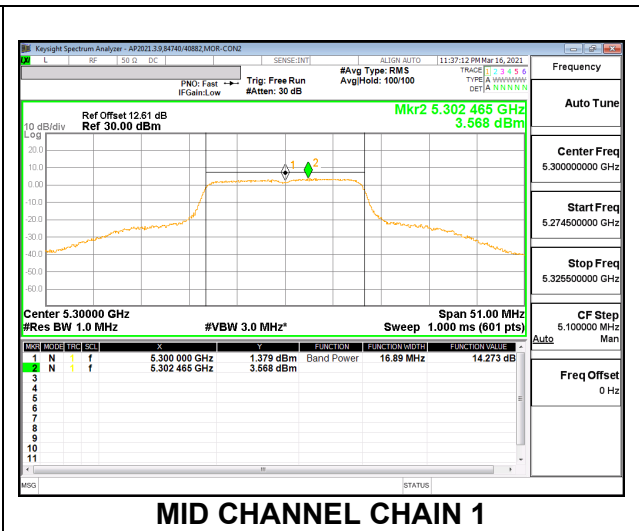 Keysight Spectrum Analyzer - AP2021.3.9,84740/40882,MOR-CON2
LXI L RF 50 Ω DC SENSE:INT ALIGN AUTO 11:37:12 PM Mar 16, 2021
PNO: Fast Trig: Free Run #Avg Type: RMS TRACE 1 2 3 4 5 6
IFGain:Low #Atten: 30 dB Avg|Hold: 100/100 TYPE A WWWWW
DET A N N N N N
Ref Offset 12.61 dB Mkr2 5.302 465 GHz
10 dB/div Ref 30.00 dBm 3.568 dBm
Log
20.0
10.0
0.00
-10.0
-20.0
-30.0
-40.0
-50.0
-60.0
1
2
Center 5.30000 GHz Span 51.00 MHz
#Res BW 1.0 MHz #VBW 3.0 MHz* Sweep 1.000 ms (601 pts)
MKR MODE TRC SCL X Y FUNCTION FUNCTION WIDTH FUNCTION VALUE
1 N 1 f 5.300 000 GHz 1.379 dBm Band Power 16.89 MHz 14.273 dB
2 N 1 f 5.302 465 GHz 3.568 dBm
3
4
5
6
7
8
9
10
11
MSG STATUS
Frequency
Auto Tune
Center Freq
5.300000000 GHz
Start Freq
5.274500000 GHz
Stop Freq
5.325500000 GHz
CF Step
5.100000 MHz
Auto Man
Freq Offset
0 Hz
MID CHANNEL CHAIN 1